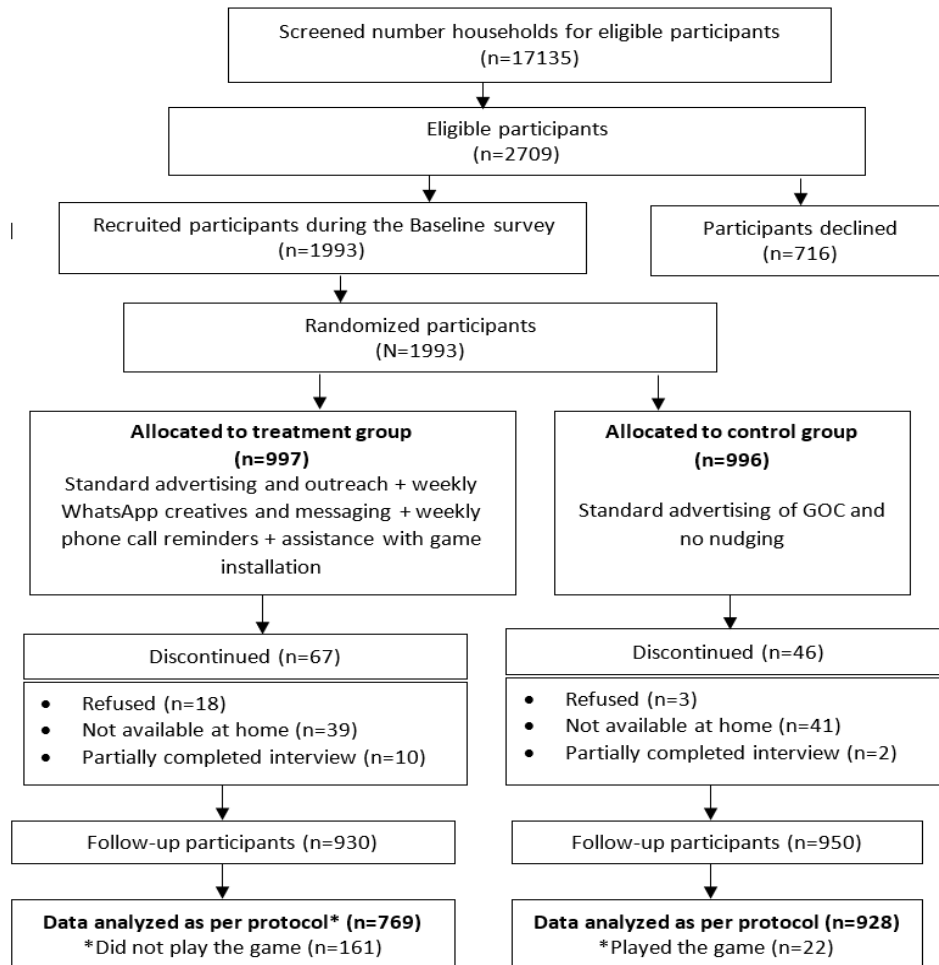 Screened number households for eligible participants
(n=17135)
Eligible participants
(n=2709)
Recruited participants during the Baseline survey
(n=1993)
Participants declined
(n=716)
Randomized participants
(N=1993)
Allocated to treatment group
(n=997)
Standard advertising and outreach + weekly
WhatsApp creatives and messaging + weekly
phone call reminders + assistance with game
installation
Allocated to control group
(n=996)
Standard advertising of GOC and
no nudging
Discontinued (n=67)
• Refused (n=18)
• Not available at home (n=39)
• Partially completed interview (n=10)
Discontinued (n=46)
• Refused (n=3)
• Not available at home (n=41)
• Partially completed interview (n=2)
Follow-up participants (n=930)
Follow-up participants (n=950)
Data analyzed as per protocol* (n=769)
*Did not play the game (n=161)
Data analyzed as per protocol (n=928)
*Played the game (n=22)